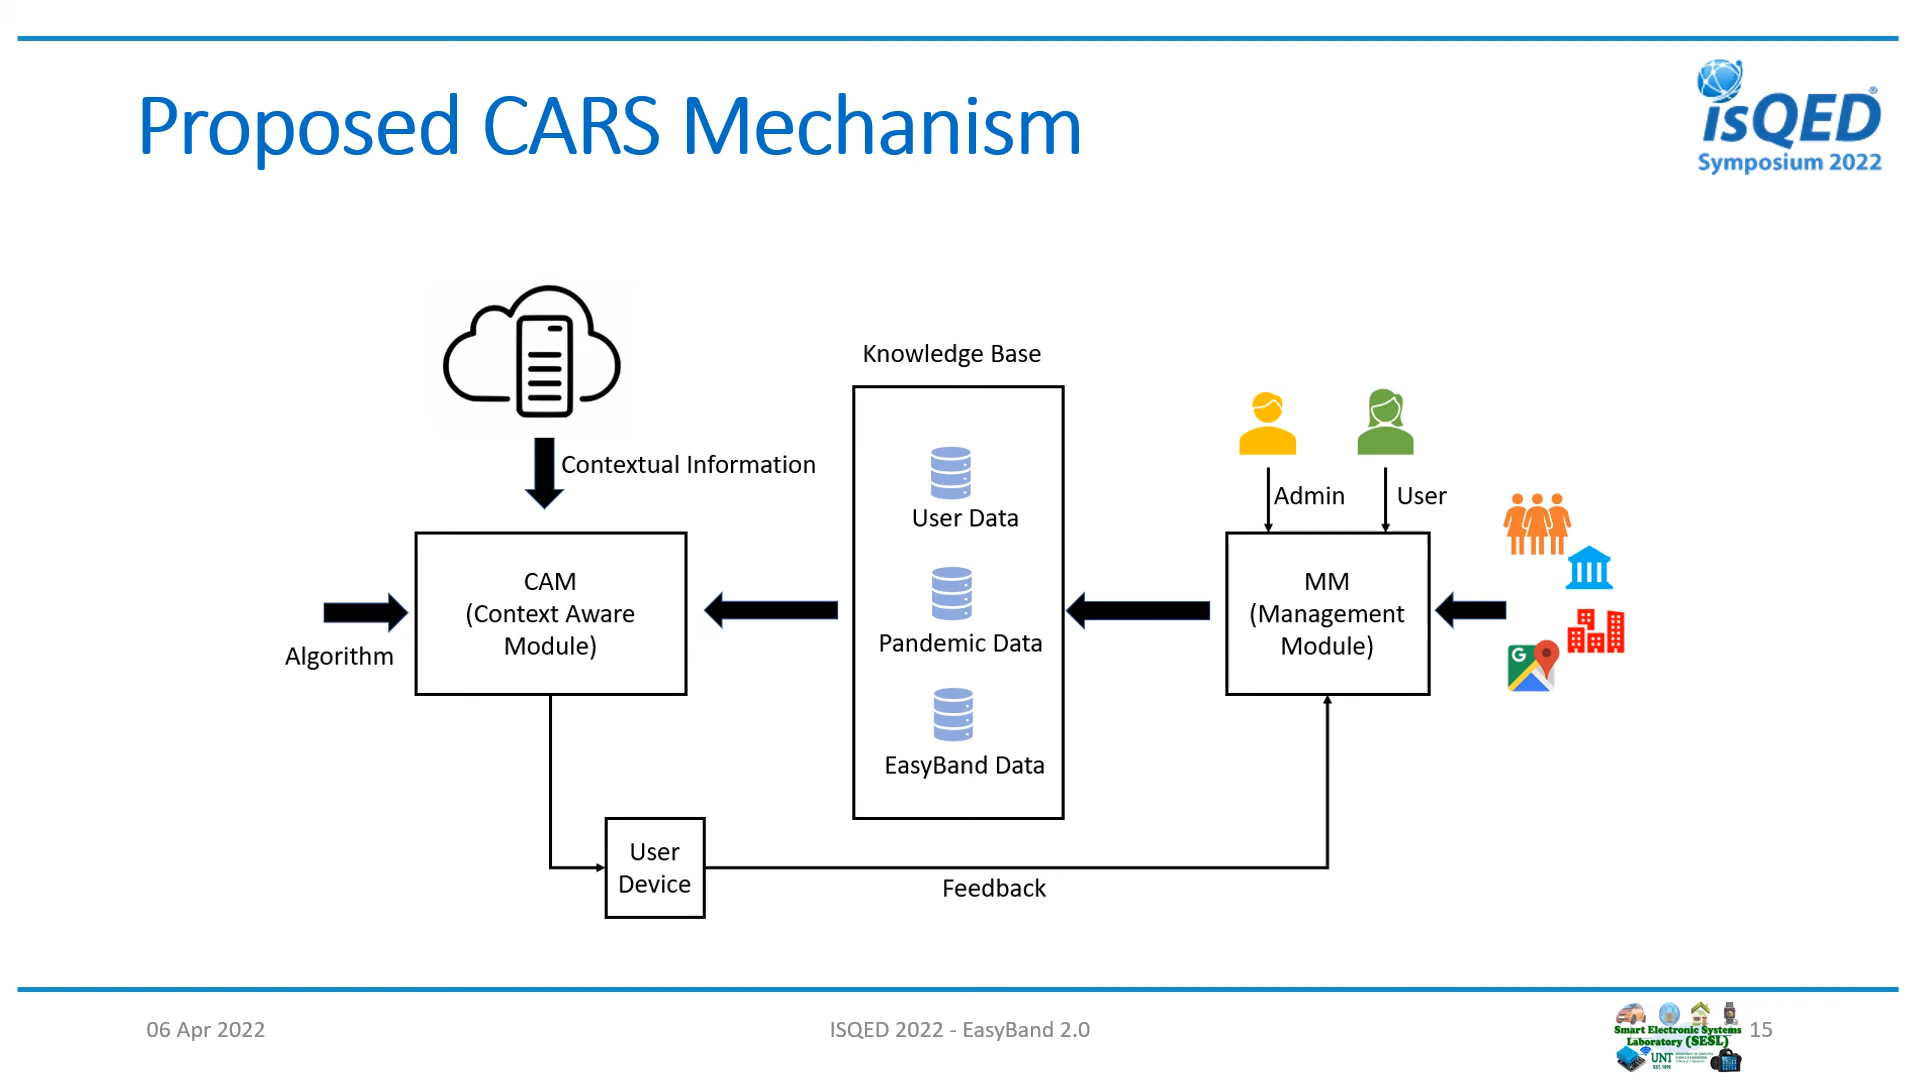 Proposed CARS Mechanism
isQED®
Symposium 2022
Knowledge Base
Contextual Information
Admin
User
User Data
CAM
(Context Aware
Module)
MM
(Management
Module)
Algorithm
Pandemic Data
G
EasyBand Data
User
Device
Feedback
06 Apr 2022
ISQED 2022 - EasyBand 2.0
Smart Electronic Systems
Laboratory (SESL)
UNT
EST. 1890
15